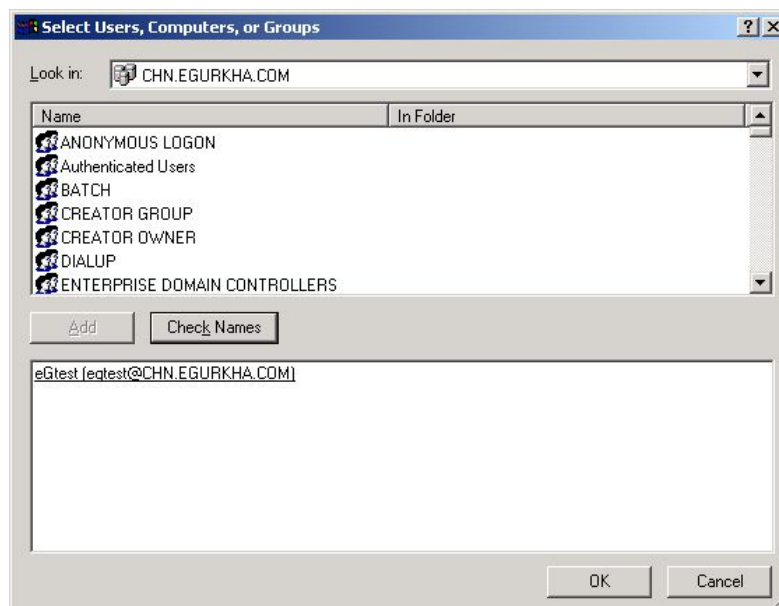 Select Users, Computers, or Groups
Look in: CHN.EGURKHA.COM
Name In Folder
ANONYMOUS LOGON
Authenticated Users
BATCH
CREATOR GROUP
CREATOR OWNER
DIALUP
ENTERPRISE DOMAIN CONTROLLERS
Add Check Names
eGtest (egtest@CHN.EGURKHA.COM)
OK Cancel